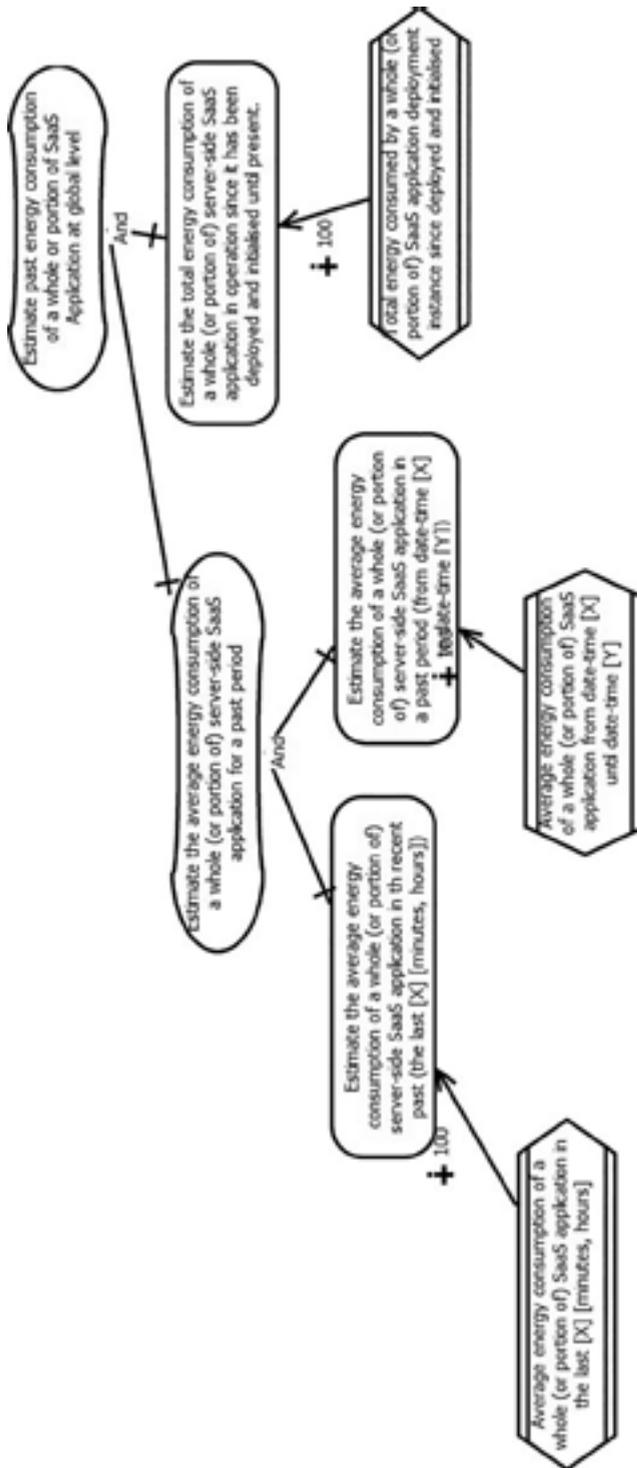 Estimate past energy consumption
of a whole or portion of SaaS
Application at global level
And
Estimate the total energy consumption of
a whole (or portion of) server-side SaaS
application in operation since it has been
deployed and initialised until present.
100
Total energy consumed by a whole (or
portion of) SaaS application deployment
instance since deployed and initialised
Estimate the average energy consumption of
a whole (or portion of) server-side SaaS
application for a past period
And
Estimate the average energy
consumption of a whole (or portion
of) server-side SaaS application in
a past period (from date-time [X]
date-time [Y])
Average energy consumption
of a whole (or portion of) SaaS
application from date-time [X]
until date-time [Y]
Estimate the average energy
consumption of a whole (or portion of)
server-side SaaS application in th recent
past (the last [X] [minutes, hours])
100
Average energy consumption of a
whole (or portion of) SaaS application in
the last [X] [minutes, hours]